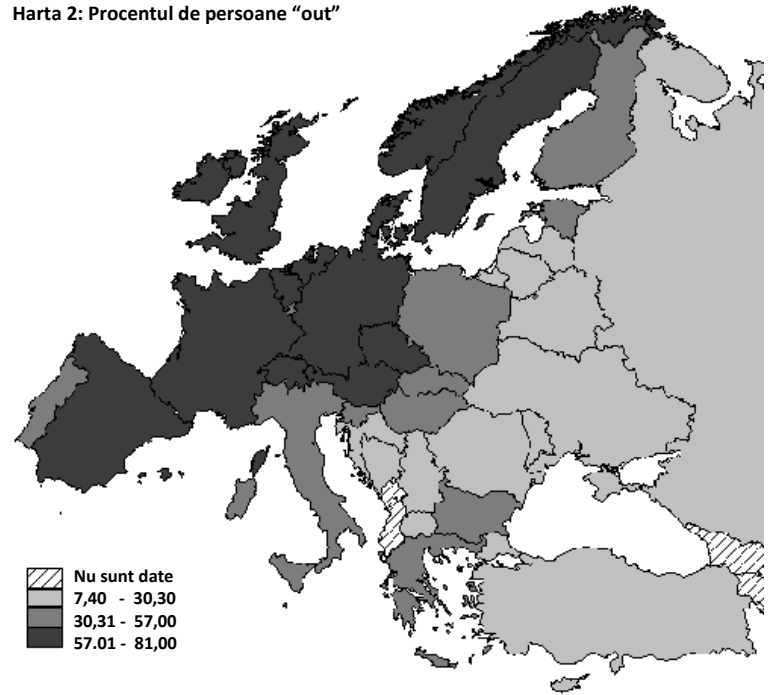 Harta 2: Procentul de persoane “out”
Nu sunt date
7,40 - 30,30
30,31 - 57,00
57.01 - 81,00